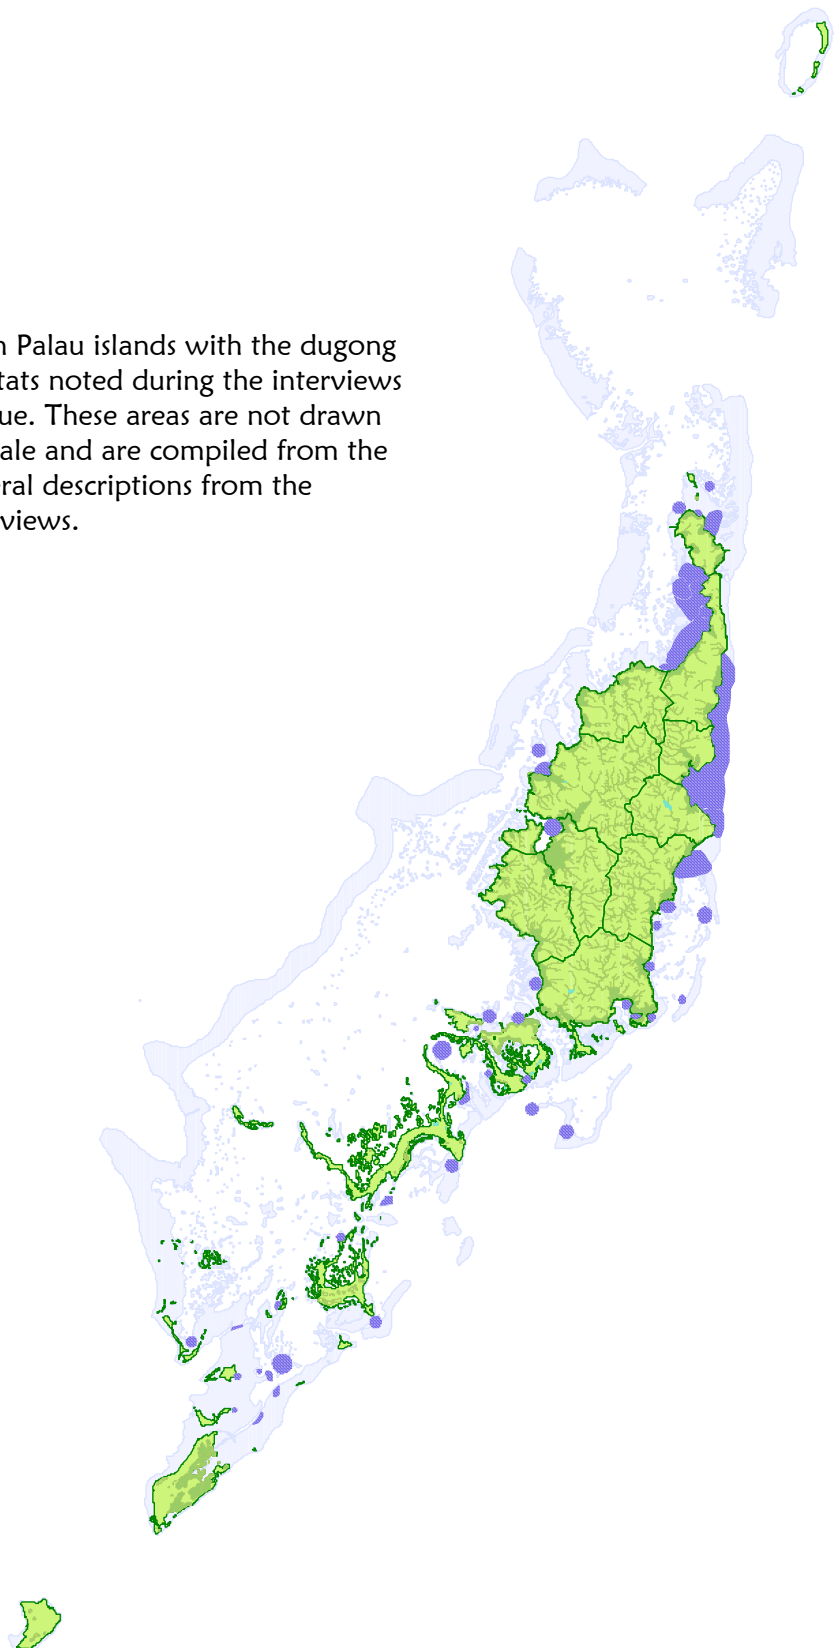 n Palau islands with the dugong
tats noted during the interviews
ue. These areas are not drawn
ale and are compiled from the
eral descriptions from the
views.